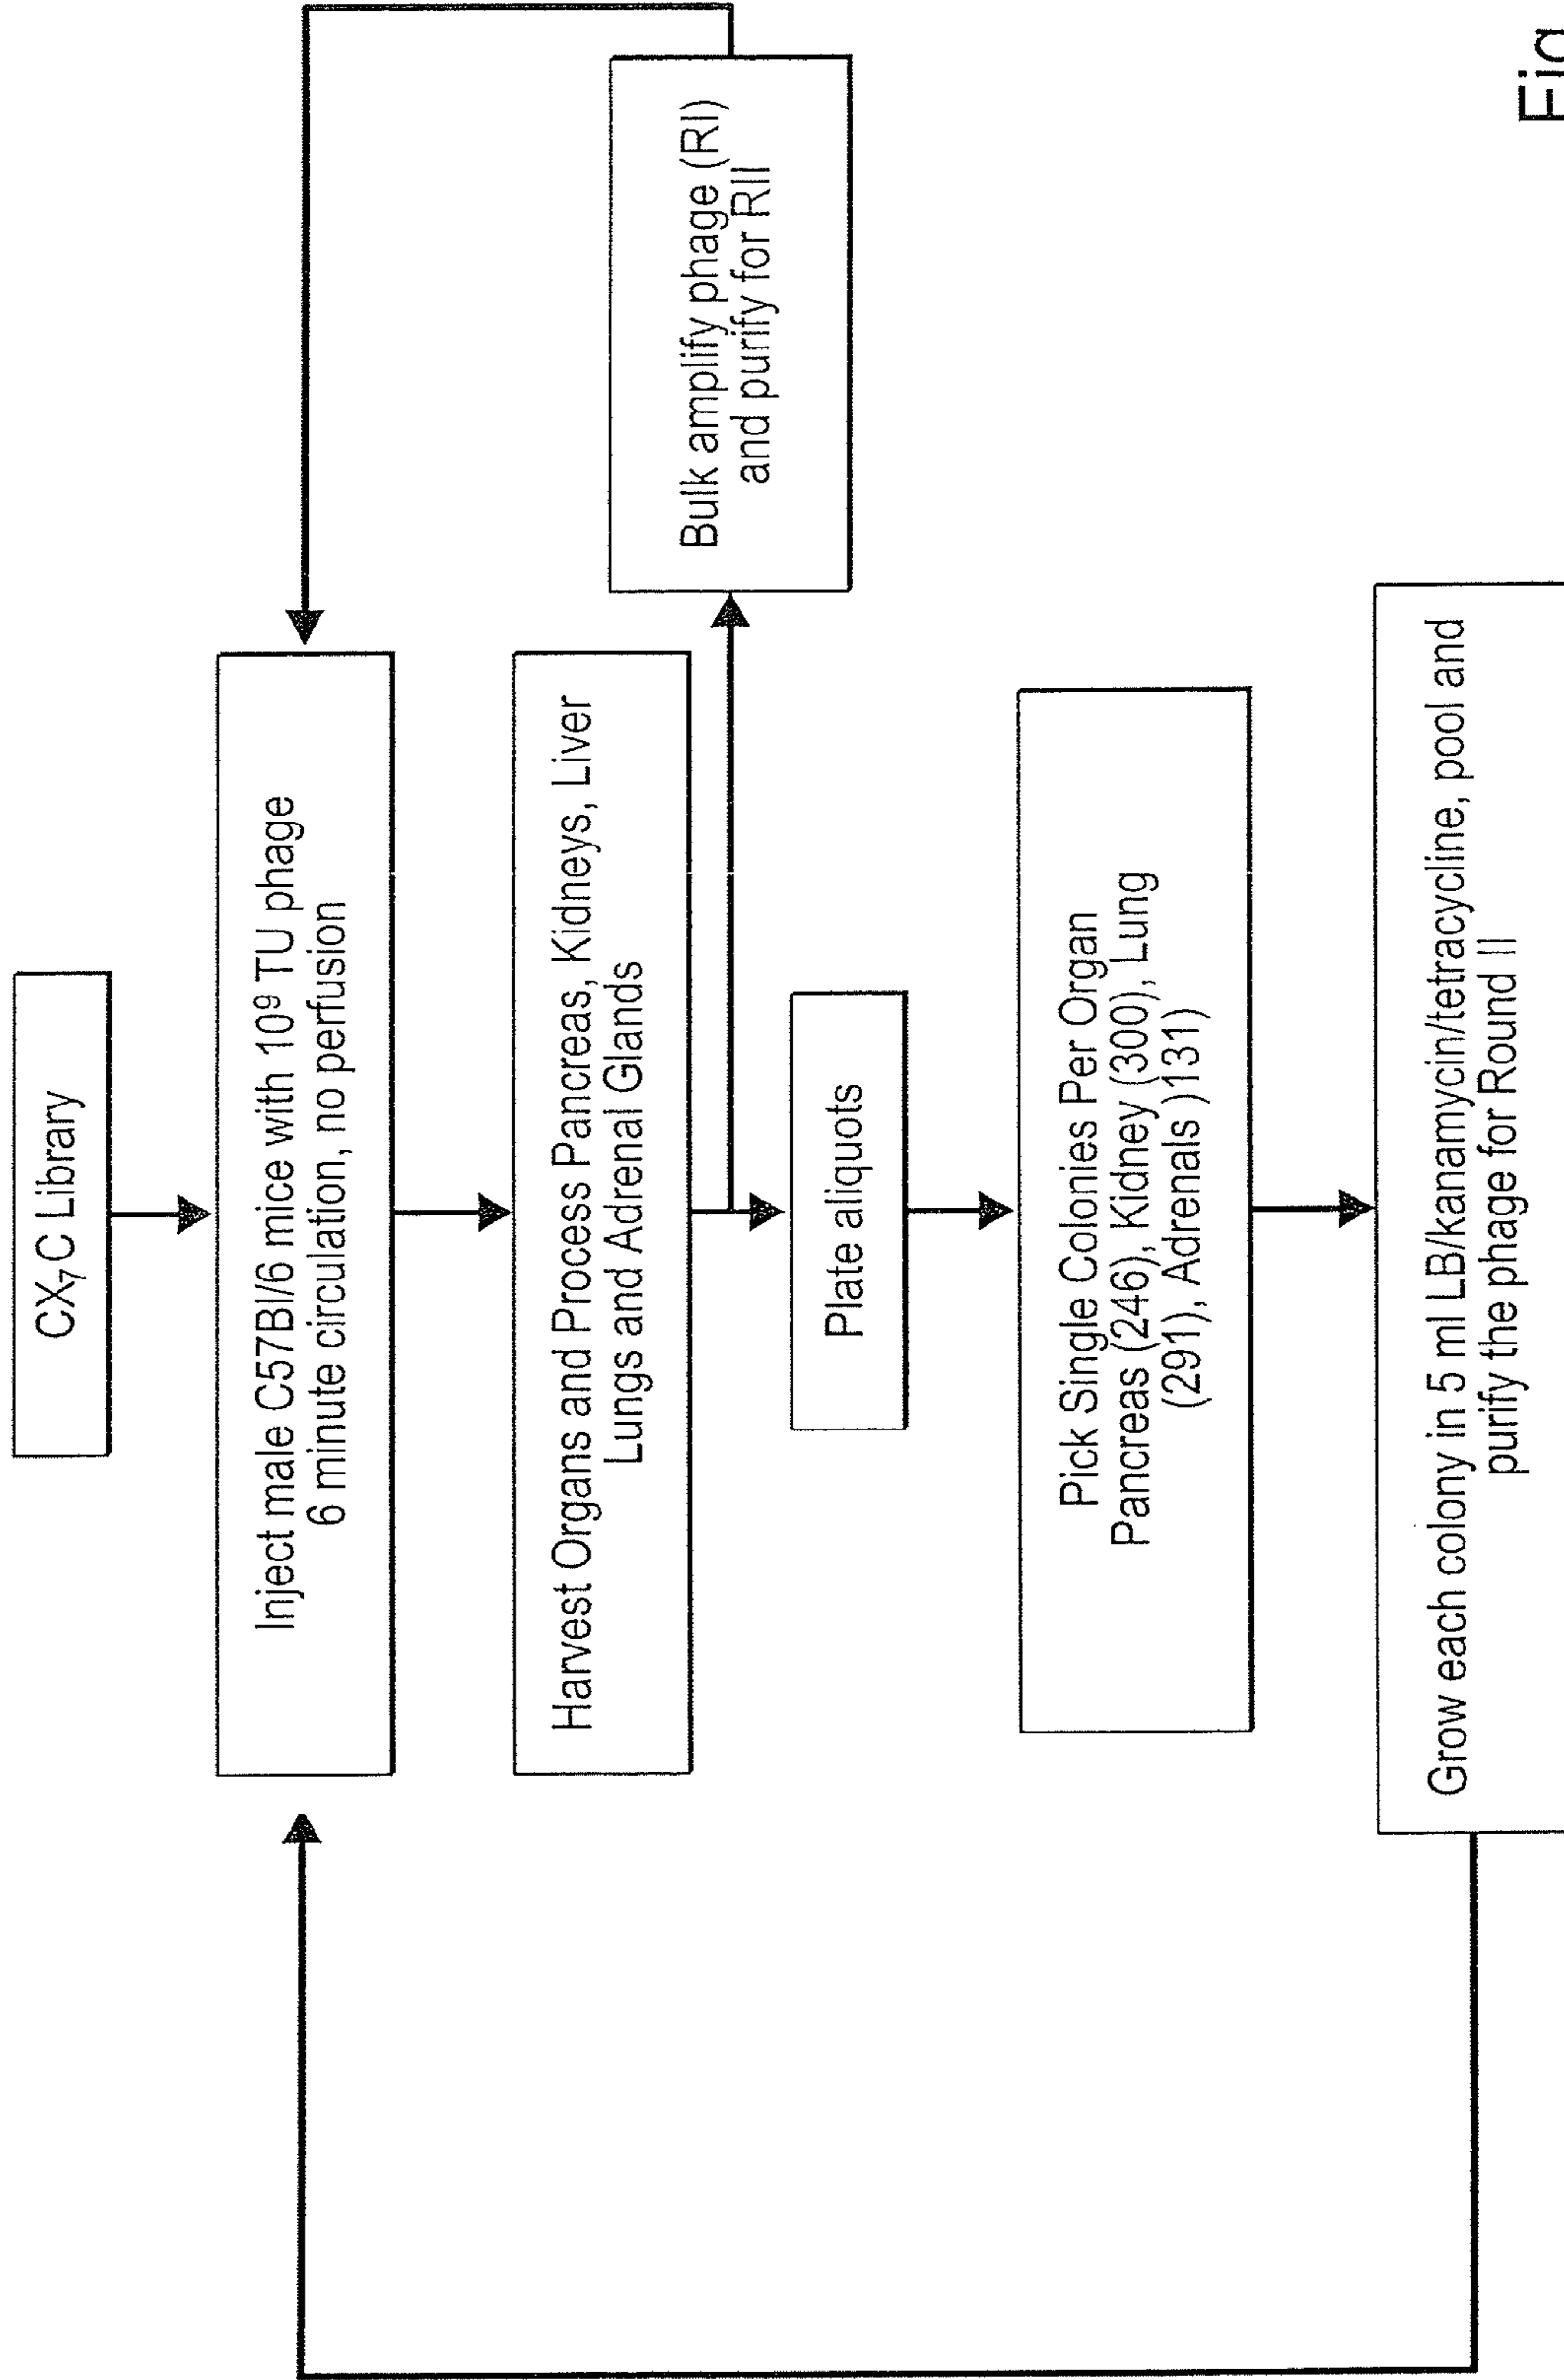 CX₇C Library
Inject male C57Bl/6 mice with 10⁹ TU phage
6 minute circulation, no perfusion
Harvest Organs and Process Pancreas, Kidneys, Liver
Lungs and Adrenal Glands
Bulk amplify phage (RI)
and purify for RII
Plate aliquots
Pick Single Colonies Per Organ
Pancreas (246), Kidney (300), Lung
(291), Adrenals )131)
Grow each colony in 5 ml LB/kanamycin/tetracycline, pool and
purify the phage for Round II
Fig